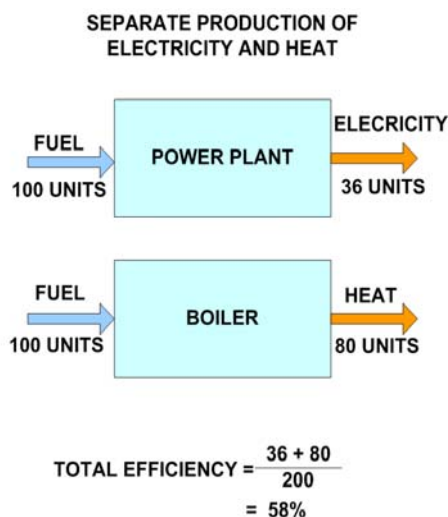 SEPARATE PRODUCTION OF
ELECTRICITY AND HEAT
FUEL
100 UNITS
POWER PLANT
ELECRICITY
36 UNITS
FUEL
100 UNITS
BOILER
HEAT
80 UNITS
TOTAL EFFICIENCY = 36 + 80
200
= 58%